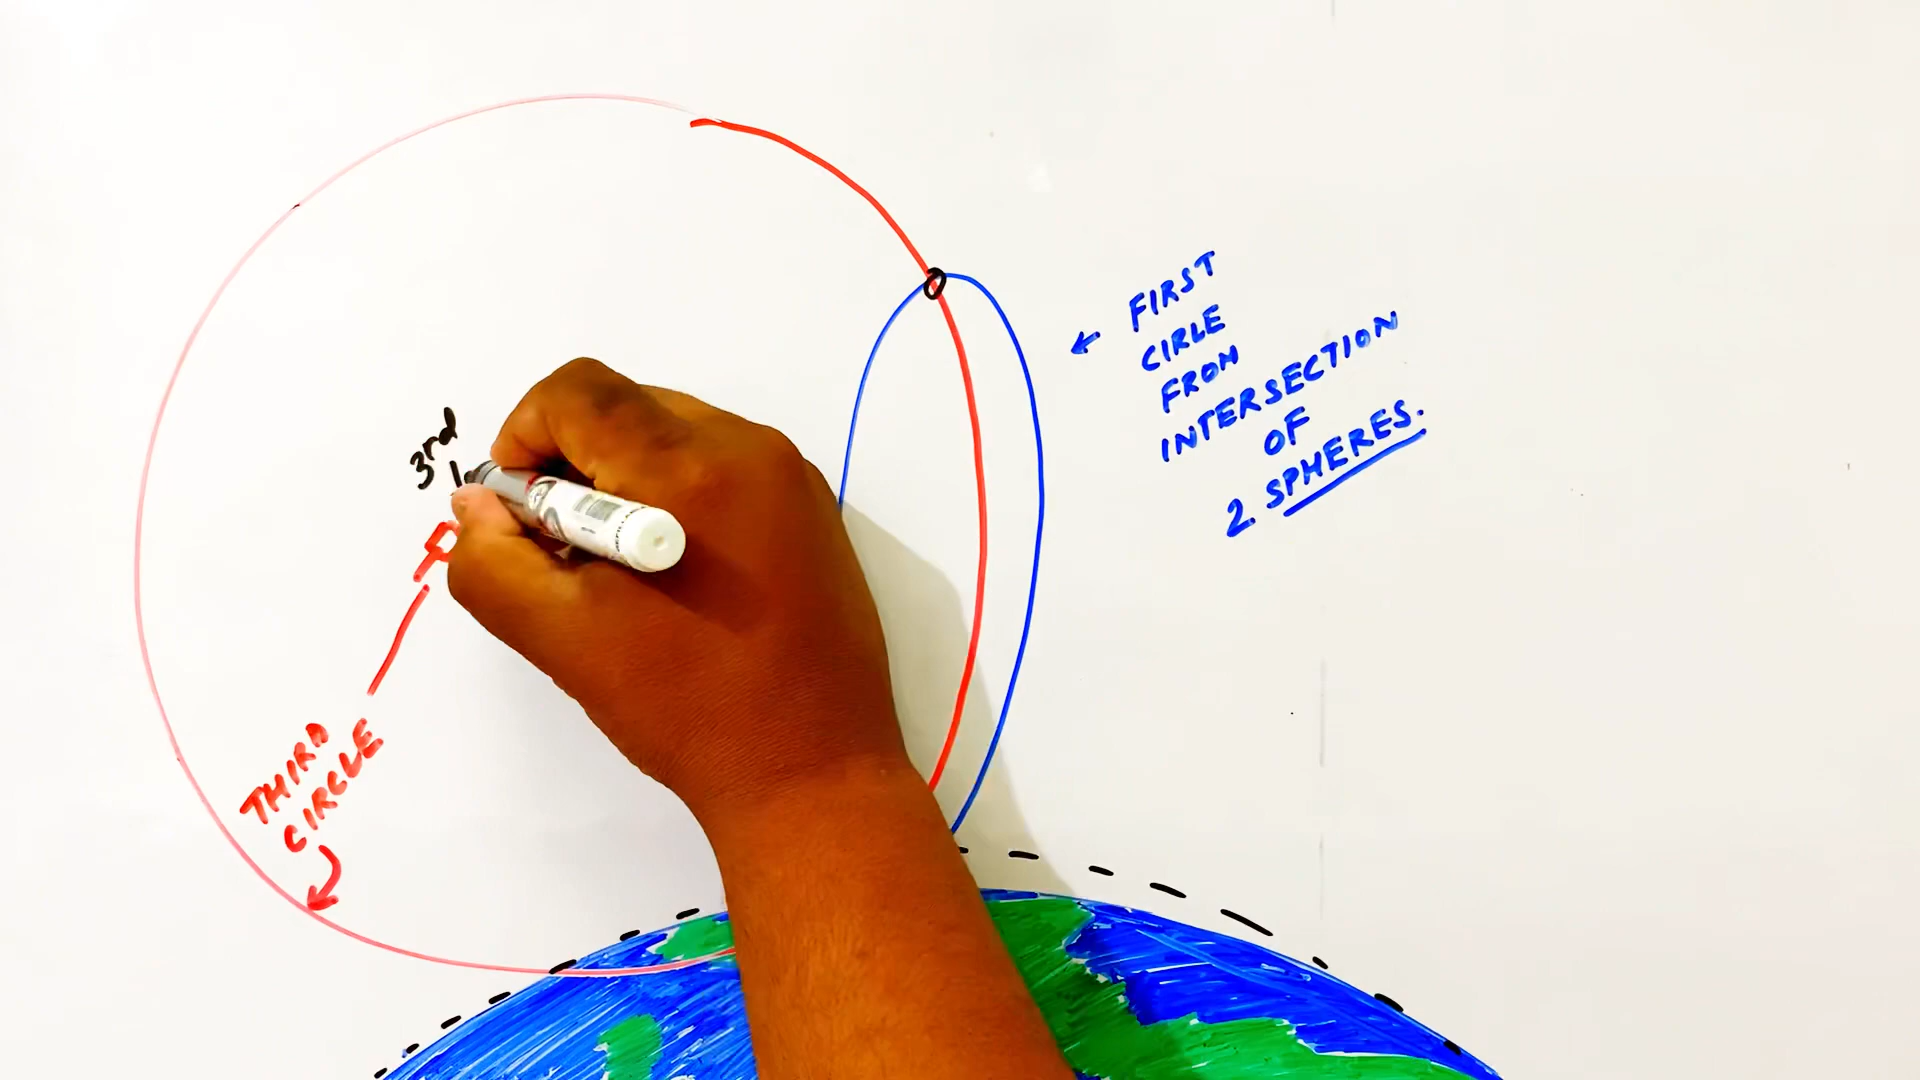 FIRST
CIRLE
FROM
INTERSECTION
OF
2. SPHERES.
3rd
THIRD
CIRCLE